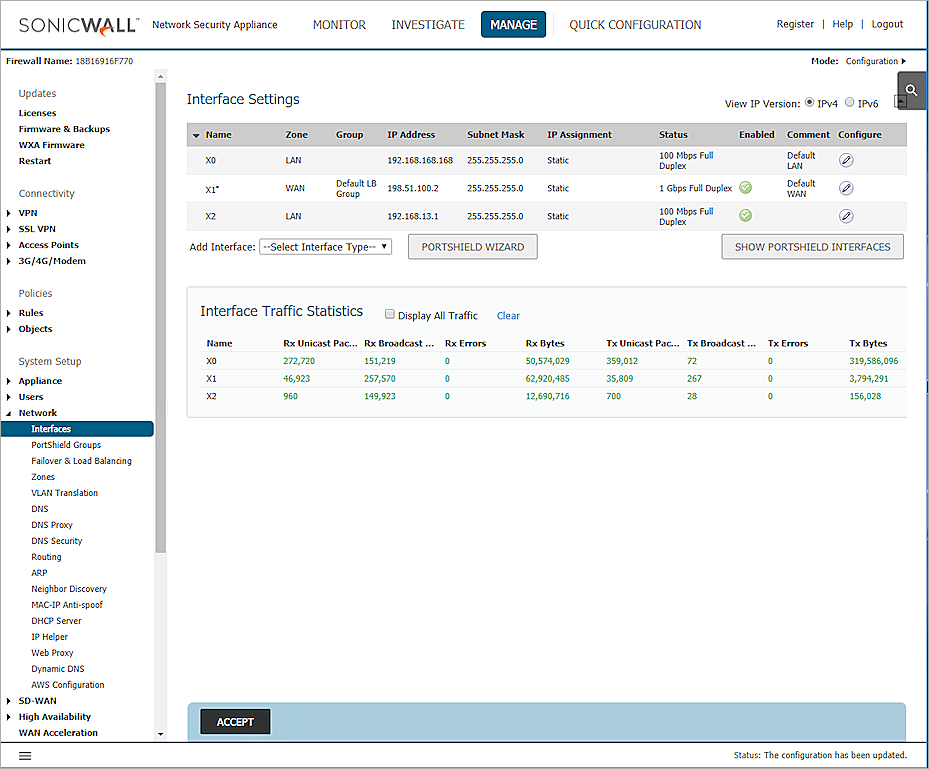 SONICWALL™ Network Security Appliance MONITOR INVESTIGATE MANAGE QUICK CONFIGURATION Register | Help | Logout
Firewall Name: 18B16916F770 Mode: Configuration
Updates
Licenses
Firmware & Backups
WXA Firmware
Restart
Connectivity
VPN
SSL VPN
Access Points
3G/4G/Modem
Policies
Rules
Objects
System Setup
Appliance
Users
Network
Interfaces
PortShield Groups
Failover & Load Balancing
Zones
VLAN Translation
DNS
DNS Proxy
DNS Security
Routing
ARP
Neighbor Discovery
MAC-IP Anti-spoof
DHCP Server
IP Helper
Web Proxy
Dynamic DNS
AWS Configuration
SD-WAN
High Availability
WAN Acceleration
Interface Settings
View IP Version: IPv4 IPv6
Name Zone Group IP Address Subnet Mask IP Assignment Status Enabled Comment Configure
X0 LAN 192.168.168.168 255.255.255.0 Static 100 Mbps Full Duplex Default LAN
X1* WAN Default LB Group 198.51.100.2 255.255.255.0 Static 1 Gbps Full Duplex Default WAN
X2 LAN 192.168.13.1 255.255.255.0 Static 100 Mbps Full Duplex
Add Interface: --Select Interface Type-- PORTSHIELD WIZARD SHOW PORTSHIELD INTERFACES
Interface Traffic Statistics Display All Traffic Clear
Name Rx Unicast Pac... Rx Broadcast ... Rx Errors Rx Bytes Tx Unicast Pac... Tx Broadcast ... Tx Errors Tx Bytes
X0 272,720 151,219 0 50,574,029 359,012 72 0 319,586,096
X1 46,923 257,570 0 62,920,485 35,809 267 0 3,794,291
X2 960 149,923 0 12,690,716 700 28 0 156,028
ACCEPT
Status: The configuration has been updated.